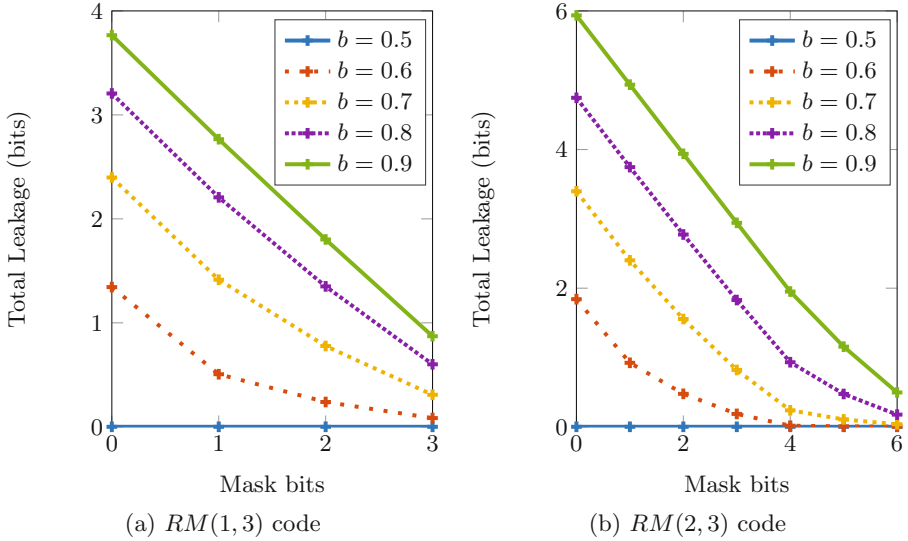 4
3
2
1
0
0
1
2
3
Total Leakage (bits)
Mask bits
b = 0.5
b = 0.6
b = 0.7
b = 0.8
b = 0.9
(a) RM(1, 3) code
6
4
2
0
0
2
4
6
Total Leakage (bits)
Mask bits
b = 0.5
b = 0.6
b = 0.7
b = 0.8
b = 0.9
(b) RM(2, 3) code